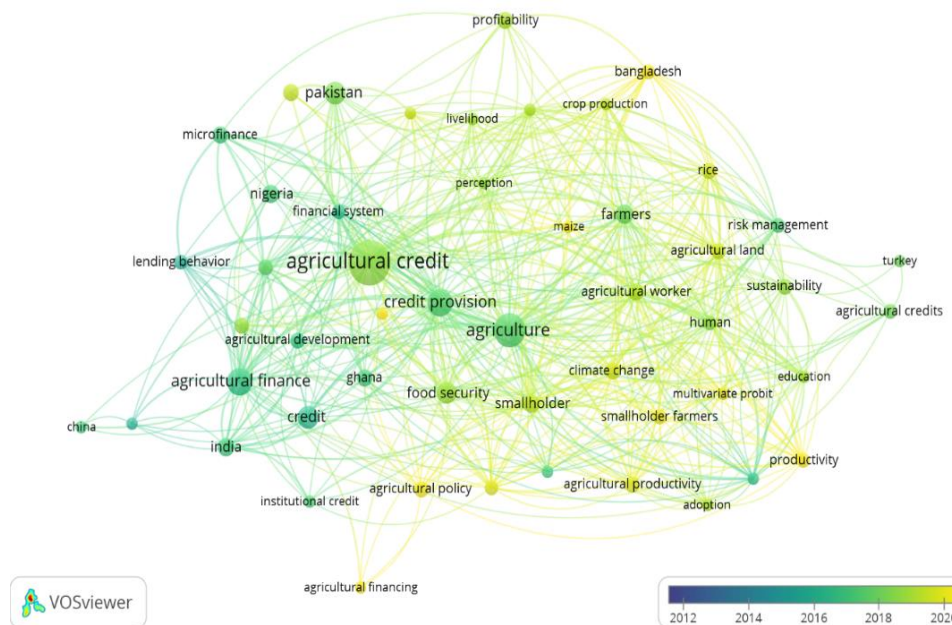 profitability
bangladesh
pakistan
crop production
livelihood
microfinance
rice
perception
nigeria
financial system
farmers
maize
risk management
agricultural land
agricultural credit
lending behavior
turkey
sustainability
agricultural worker
credit provision
agricultural credits
human
agriculture
agricultural development
climate change
ghana
education
agricultural finance
food security
multivariate probit
smallholder
smallholder farmers
credit
china
india
productivity
agricultural policy
agricultural productivity
institutional credit
adoption
agricultural financing
VOSviewer
2012 2014 2016 2018